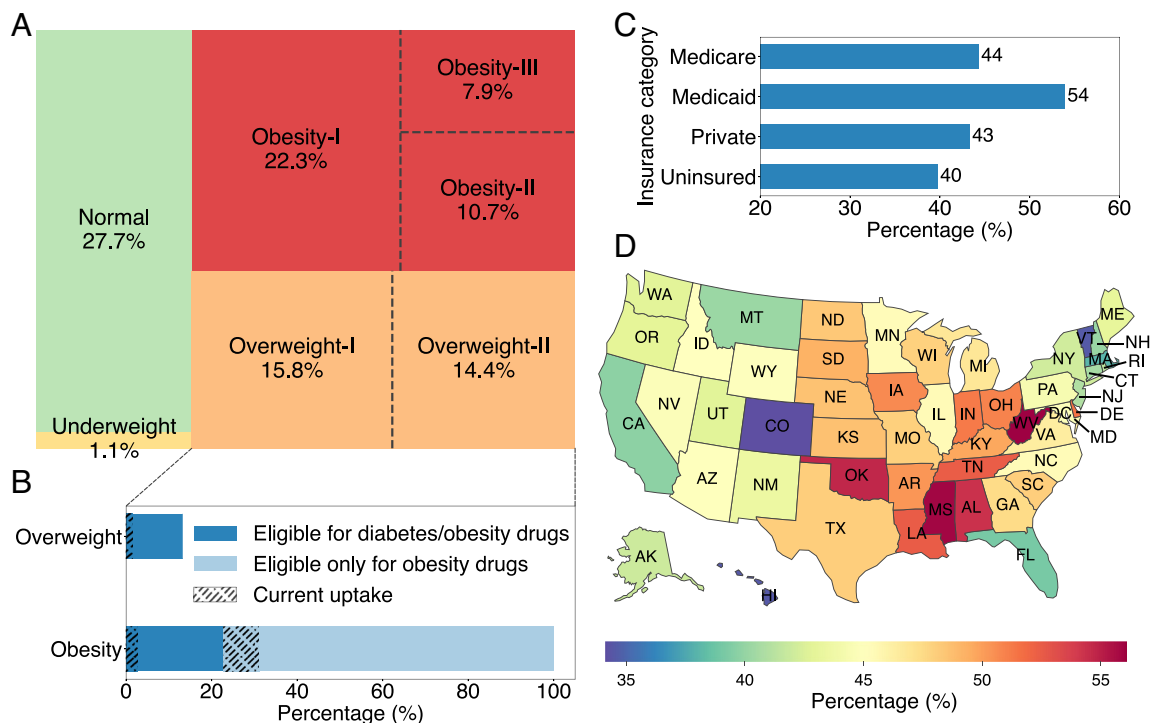 A
Obesity-III
7.9%
Obesity-I
22.3%
Obesity-II
10.7%
Normal
27.7%
Overweight-I
15.8%
Overweight-II
14.4%
Underweight
1.1%
B
Overweight
Obesity
Eligible for diabetes/obesity drugs
Eligible only for obesity drugs
Current uptake
0 20 40 60 80 100
Percentage (%)
C
Insurance category
Medicare 44
Medicaid 54
Private 43
Uninsured 40
20 30 40 50 60
Percentage (%)
D
WA
MT
ND
MN
ME
OR
ID
SD
WI
MI
NY
VT
NH
MA
RI
CT
WY
IA
PA
NJ
NE
NV
UT
IL
IN
OH
DE
DC
MD
CA
CO
KS
MO
WV
VA
KY
NC
TN
AZ
NM
OK
AR
SC
MS
AL
GA
TX
LA
FL
AK
HI
35 40 45 50 55
Percentage (%)